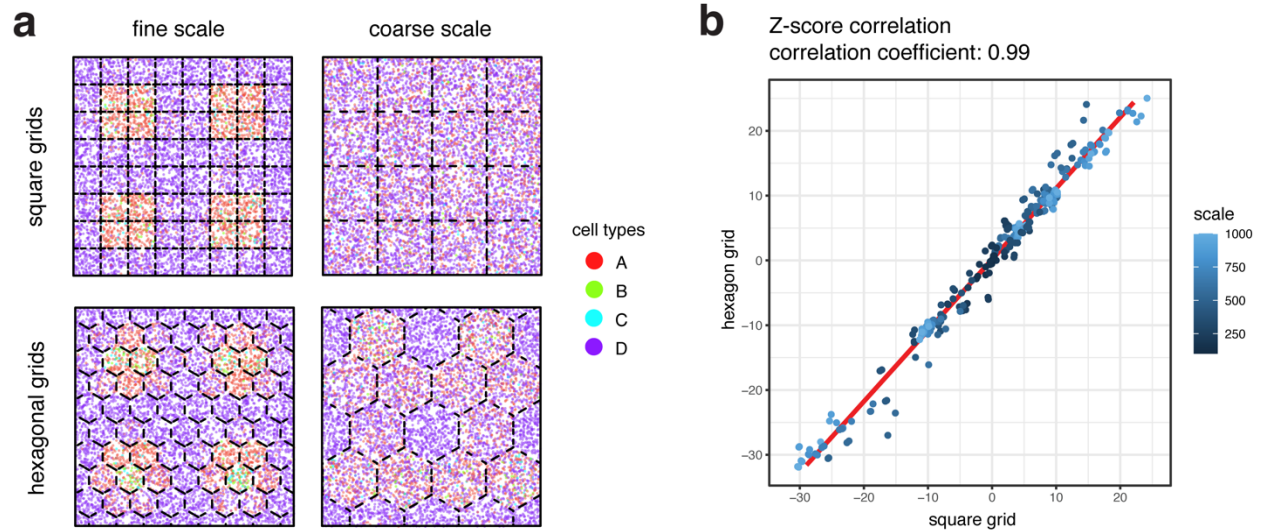 a
fine scale
coarse scale
square grids
hexagonal grids
cell types
A
B
C
D
b
Z-score correlation
correlation coefficient: 0.99
hexagon grid
20
10
0
−10
−20
−30
−30
−20
−10
0
10
20
square grid
scale
1000
750
500
250